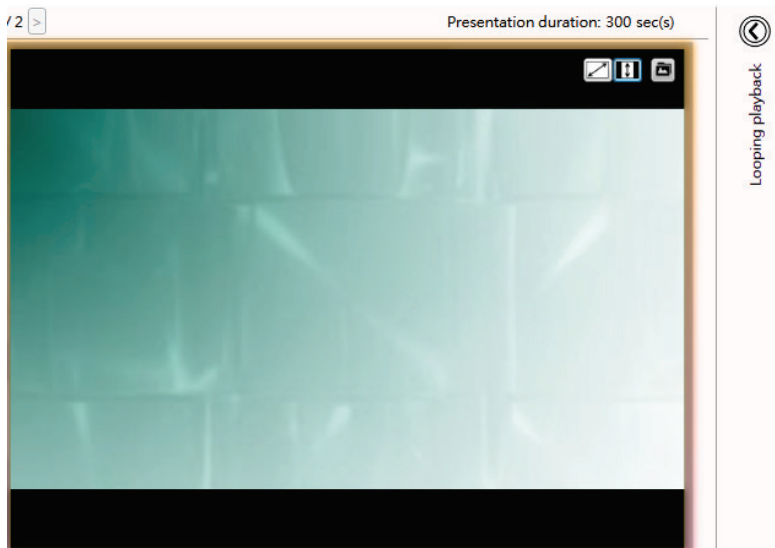 / 2 >
Presentation duration: 300 sec(s)
Looping playback